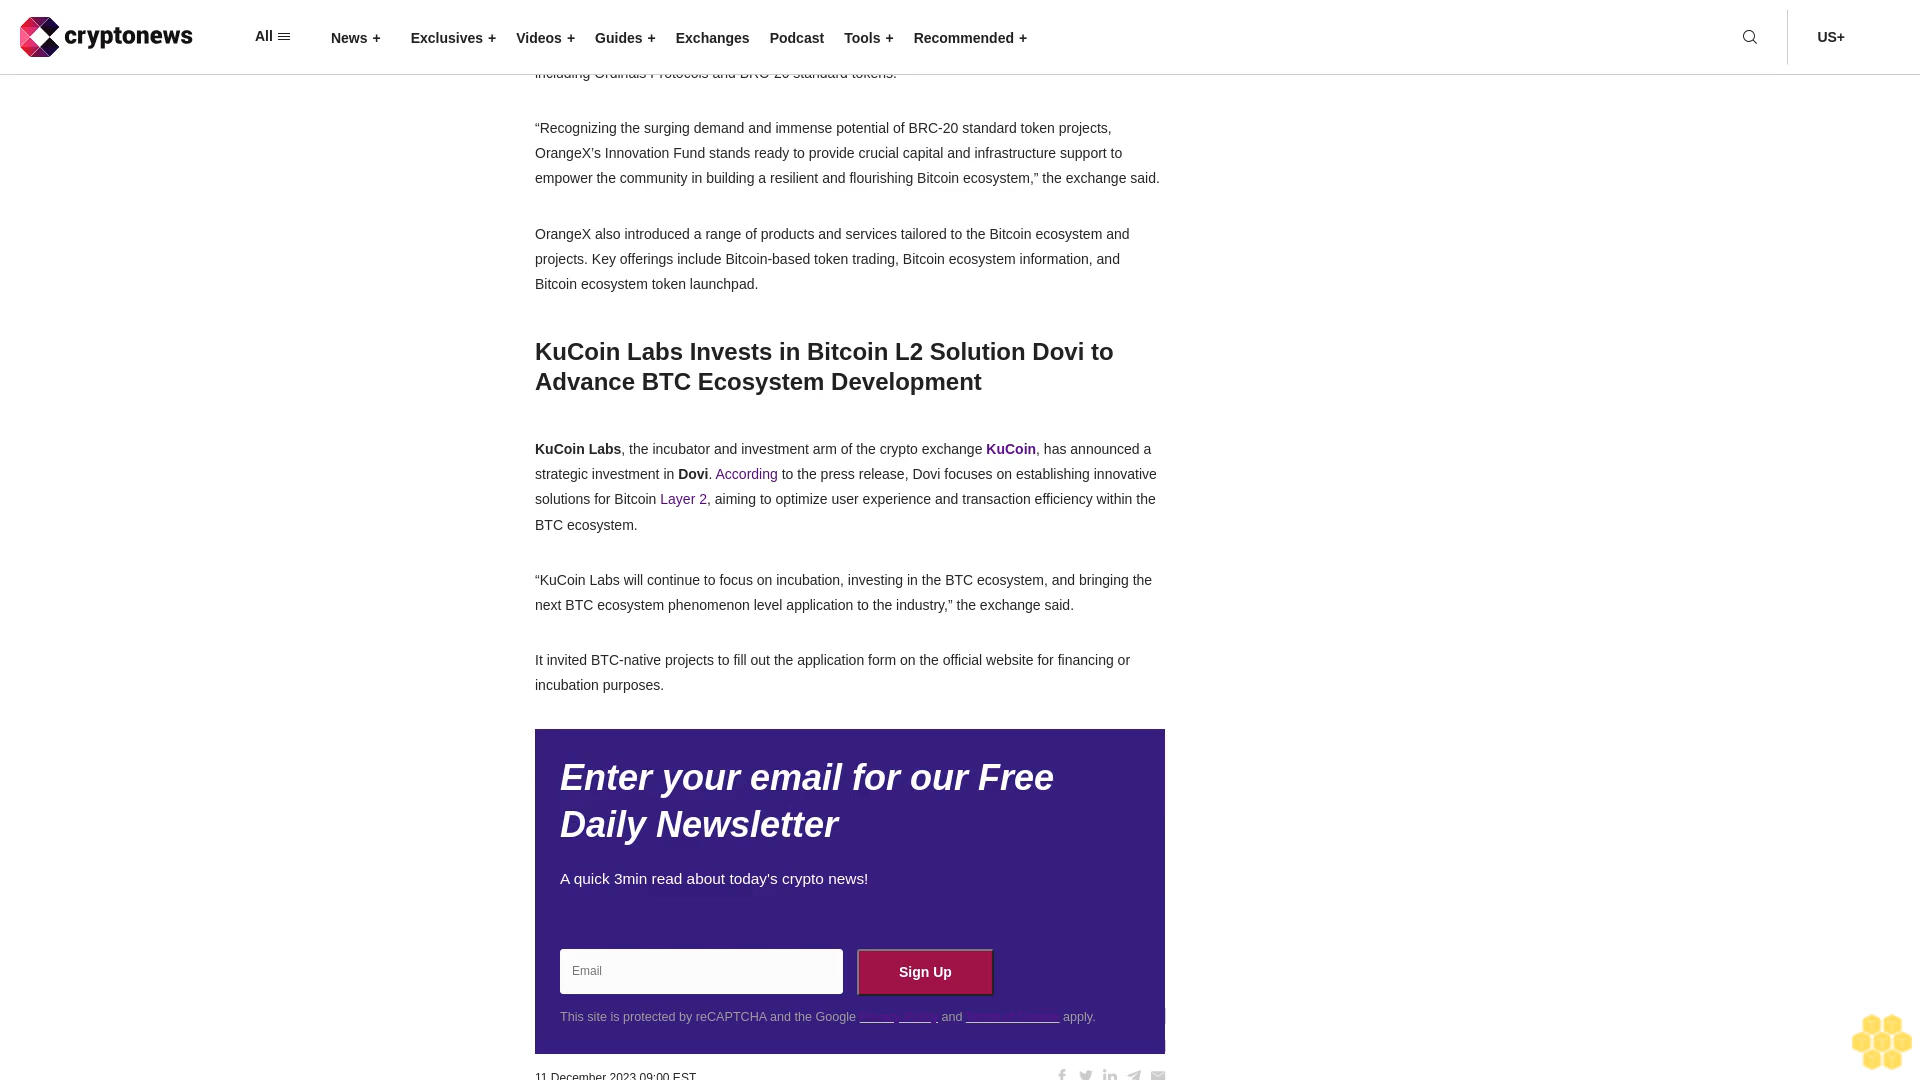 cryptonews
All
News +
Exclusives +
Videos +
Guides +
Exchanges
Podcast
Tools +
Recommended +
US+
including Ordinals Protocols and BRC-20 standard tokens.
“Recognizing the surging demand and immense potential of BRC-20 standard token projects,
OrangeX’s Innovation Fund stands ready to provide crucial capital and infrastructure support to
empower the community in building a resilient and flourishing Bitcoin ecosystem,” the exchange said.
OrangeX also introduced a range of products and services tailored to the Bitcoin ecosystem and
projects. Key offerings include Bitcoin-based token trading, Bitcoin ecosystem information, and
Bitcoin ecosystem token launchpad.
KuCoin Labs Invests in Bitcoin L2 Solution Dovi to
Advance BTC Ecosystem Development
KuCoin Labs, the incubator and investment arm of the crypto exchange KuCoin, has announced a
strategic investment in Dovi. According to the press release, Dovi focuses on establishing innovative
solutions for Bitcoin Layer 2, aiming to optimize user experience and transaction efficiency within the
BTC ecosystem.
“KuCoin Labs will continue to focus on incubation, investing in the BTC ecosystem, and bringing the
next BTC ecosystem phenomenon level application to the industry,” the exchange said.
It invited BTC-native projects to fill out the application form on the official website for financing or
incubation purposes.
Enter your email for our Free
Daily Newsletter
A quick 3min read about today's crypto news!
Email
Sign Up
This site is protected by reCAPTCHA and the Google and apply.
11 December 2023 09:00 EST